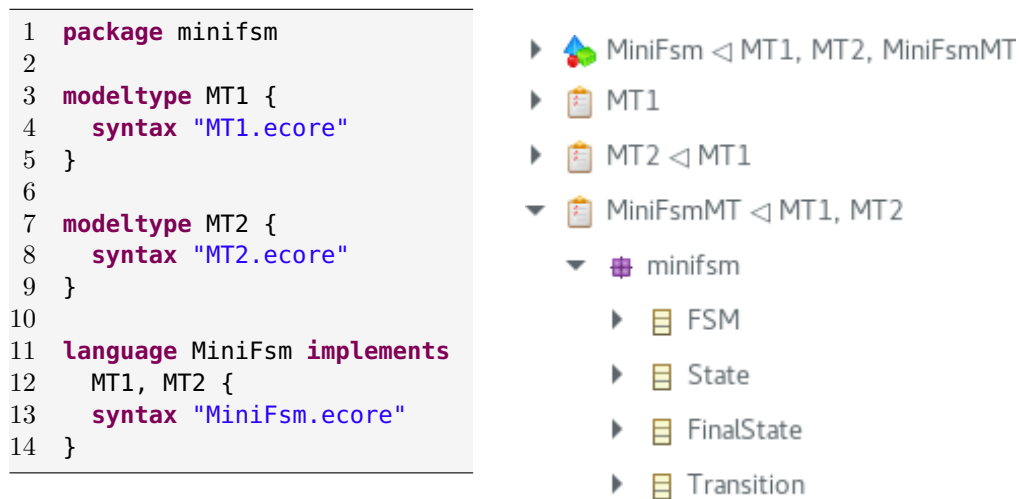 1 package minifsm
2
3 modeltype MT1 {
4 syntax "MT1.ecore"
5 }
6
7 modeltype MT2 {
8 syntax "MT2.ecore"
9 }
10
11 language MiniFsm implements
12 MT1, MT2 {
13 syntax "MiniFsm.ecore"
14 }
MiniFsm ◁ MT1, MT2, MiniFsmMT
MT1
MT2 ◁ MT1
MiniFsmMT ◁ MT1, MT2
minifsm
FSM
State
FinalState
Transition